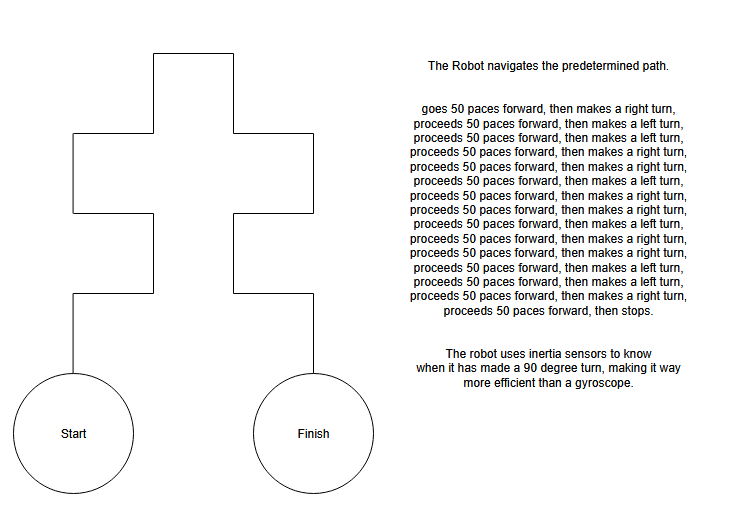 The Robot navigates the predetermined path.
goes 50 paces forward, then makes a right turn,
proceeds 50 paces forward, then makes a left turn,
proceeds 50 paces forward, then makes a left turn,
proceeds 50 paces forward, then makes a right turn,
proceeds 50 paces forward, then makes a right turn,
proceeds 50 paces forward, then makes a left turn,
proceeds 50 paces forward, then makes a right turn,
proceeds 50 paces forward, then makes a right turn,
proceeds 50 paces forward, then makes a left turn,
proceeds 50 paces forward, then makes a right turn,
proceeds 50 paces forward, then makes a right turn,
proceeds 50 paces forward, then makes a left turn,
proceeds 50 paces forward, then makes a left turn,
proceeds 50 paces forward, then makes a right turn,
proceeds 50 paces forward, then stops.
The robot uses inertia sensors to know
when it has made a 90 degree turn, making it way
more efficient than a gyroscope.
Start
Finish